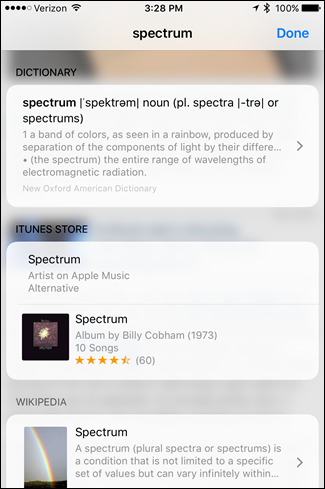 Verizon 3:28 PM 100%
spectrum Done
DICTIONARY
spectrum |ˈspektrəm| noun (pl. spectra |-trə| or
spectrums)
1 a band of colors, as seen in a rainbow, produced by
separation of the components of light by their differe...
• (the spectrum) the entire range of wavelengths of
electromagnetic radiation.
New Oxford American Dictionary
ITUNES STORE
Spectrum
Artist on Apple Music
Alternative
Spectrum
Album by Billy Cobham (1973)
10 Songs
(60)
WIKIPEDIA
Spectrum
A spectrum (plural spectra or spectrums) is
a condition that is not limited to a specific
set of values but can vary infinitely within...